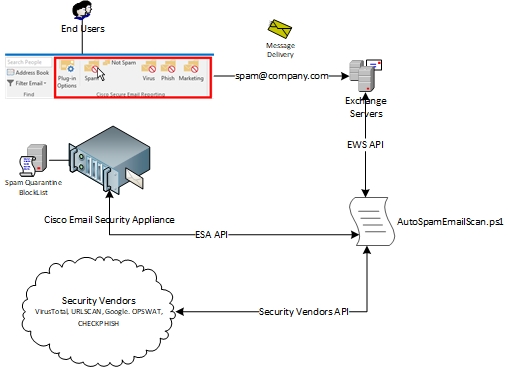 End Users
Message
Delivery
Search People
Address Book
Filter Email
Find
Plug-in
Options
Spam
Not Spam
Virus
Phish
Marketing
Cisco Secure Email Reporting
spam@company.com
Exchange
Servers
EWS API
Spam Quarantine
BlockList
Cisco Email Security Appliance
ESA API
AutoSpamEmailScan.ps1
Security Vendors
VirusTotal, URLSCAN, Google. OPSWAT,
CHECKPHISH
Security Vendors API